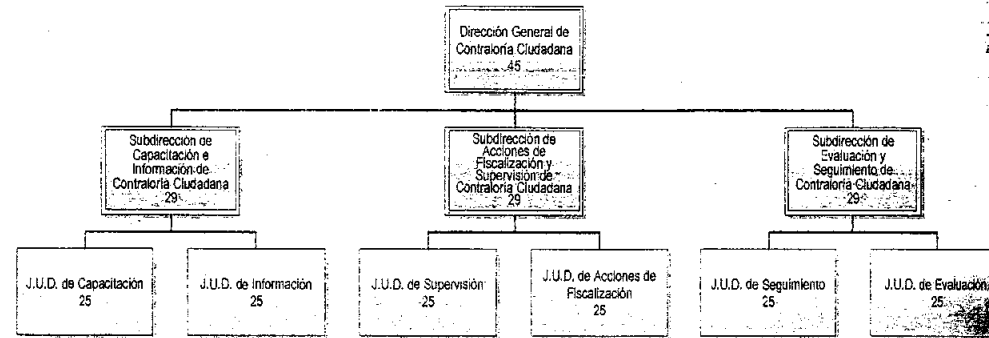 Dirección General de
Contraloría Ciudadana
45
Subdirección de
Capacitación e
Información de
Contraloría Ciudadana
29
Subdirección de
Acciones de
Fiscalización y
Supervisión de
Contraloría Ciudadana
29
Subdirección de
Evaluación y
Seguimiento de
Contraloría Ciudadana
29
J.U.D. de Capacitación
25
J.U.D. de Información
25
J.U.D. de Supervisión
25
J.U.D. de Acciones de
Fiscalización
25
J.U.D. de Seguimiento
25
J.U.D. de Evaluación
25